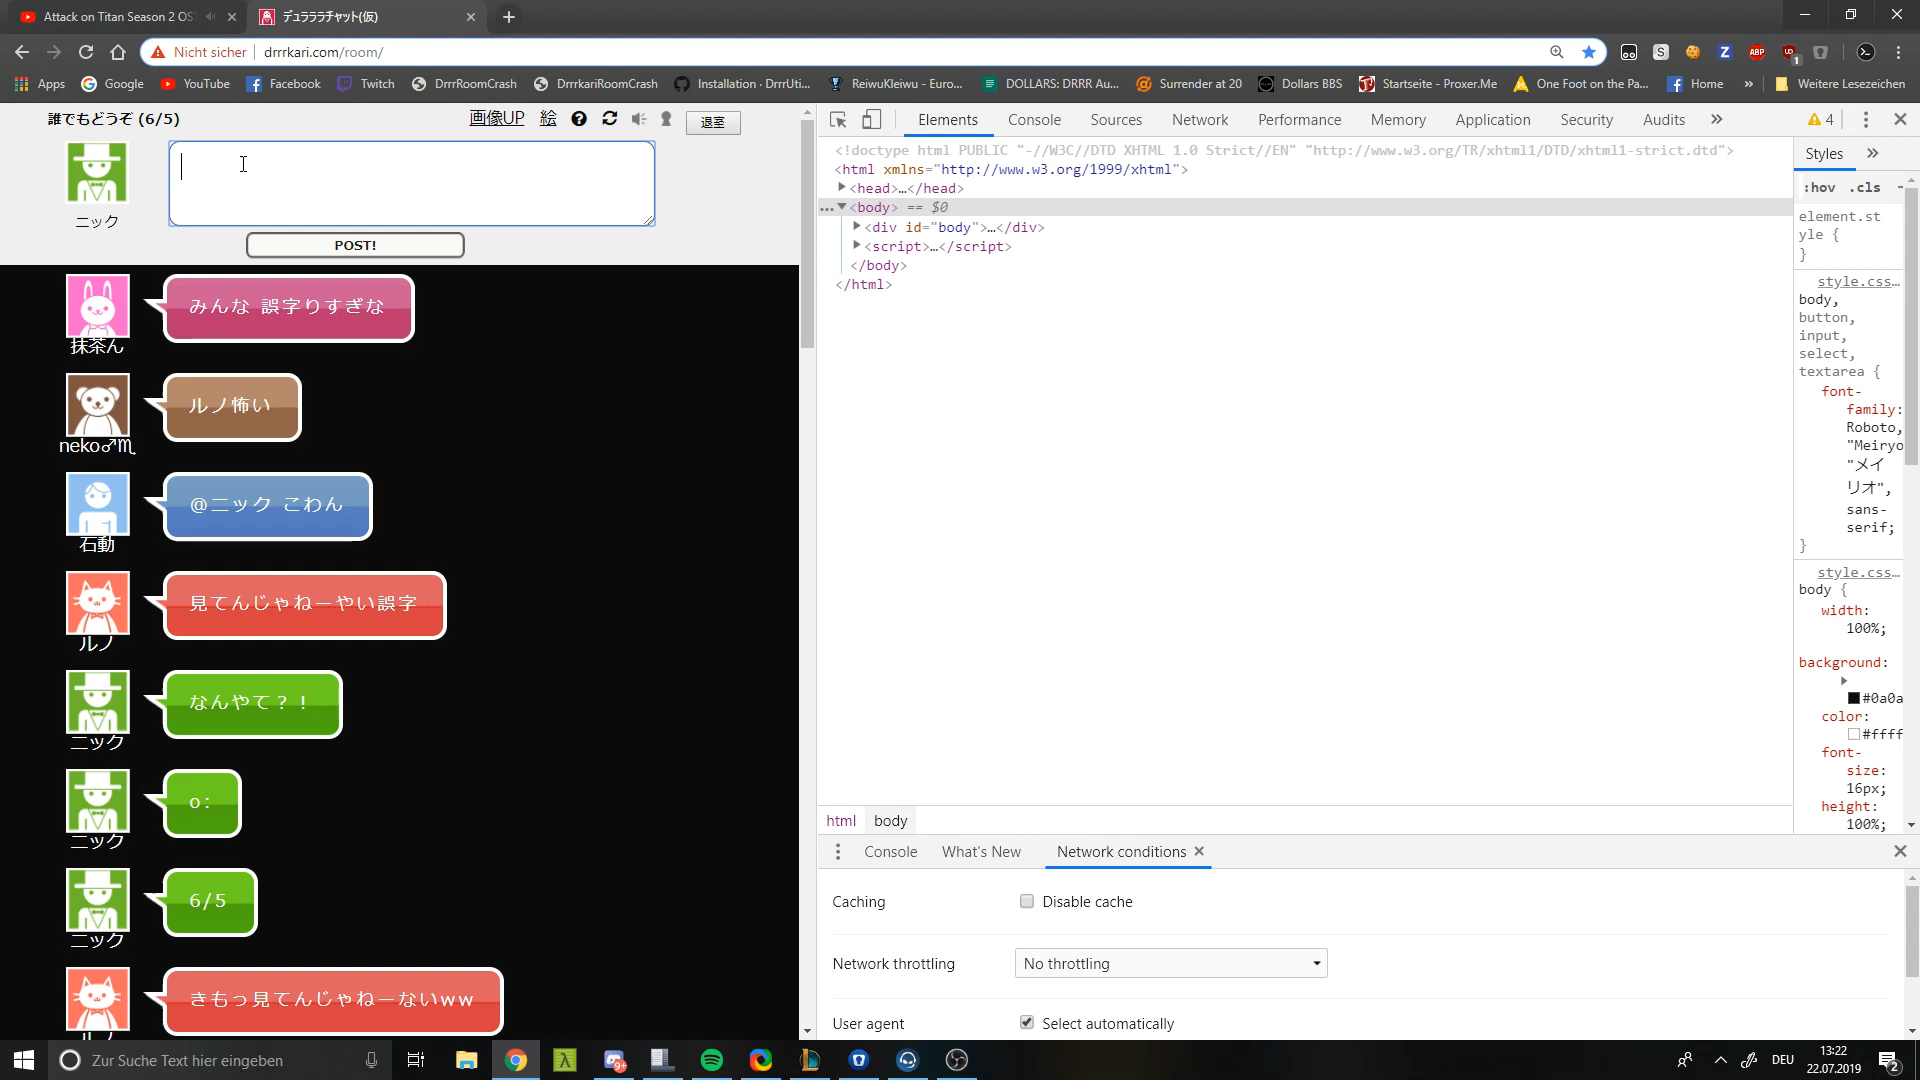 Attack on Titan Season 2 OS
デュラララチャット(仮)
Nicht sicher
drrrkari.com/room/
Apps
Google
YouTube
Facebook
Twitch
DrrrRoomCrash
DrrrkariRoomCrash
Installation · DrrrUti...
ReiwuKleiwu - Euro...
DOLLARS: DRRR Au...
Surrender at 20
Dollars BBS
Startseite - Proxer.Me
One Foot on the Pa...
Home
»
Weitere Lesezeichen
誰でもどうぞ (6/5)
画像UP
絵
退室
ニック
POST!
みんな 誤字りすぎな
抹茶ん
ルノ怖い
neko♂♏
@ニック こわん
石動
見てんじゃねーやい誤字
ルノ
なんやて？！
ニック
o:
ニック
6/5
ニック
きもっ見てんじゃねーないww
Elements
Console
Sources
Network
Performance
Memory
Application
Security
Audits
»
4
<!doctype html PUBLIC "-//W3C//DTD XHTML 1.0 Strict//EN" "http://www.w3.org/TR/xhtml1/DTD/xhtml1-strict.dtd">
<html xmlns="http://www.w3.org/1999/xhtml">
<head>…</head>
<body> == $0
<div id="body">…</div>
<script>…</script>
</body>
</html>
Styles
»
:hov .cls
element.st
yle {
}
style.css…
body,
button,
input,
select,
textarea {
font-
family:
Roboto,
"Meiryo
"メイ
リオ",
sans-
serif;
}
style.css…
body {
width:
100%;
background:
#0a0a
color:
#ffff
font-
size:
16px;
height:
100%;
html
body
Console
What's New
Network conditions
Caching
Disable cache
Network throttling
No throttling
User agent
Select automatically
Zur Suche Text hier eingeben
DEU
13:22
22.07.2019
2